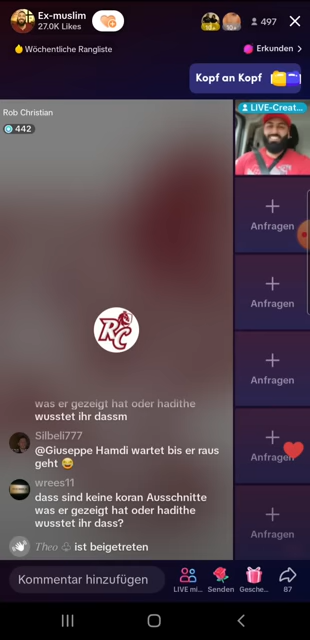 Ex-muslim
27.0K Likes
497
Wöchentliche Rangliste
Erkunden >
Kopf an Kopf
Rob Christian
442
LIVE-Creat...
Anfragen
Anfragen
Anfragen
Anfragen
Anfragen
RC
was er gezeigt hat oder hadithe
wusstet ihr dassm
Silbeli777
@Giuseppe Hamdi wartet bis er raus
geht 😂
wrees11
dass sind keine koran Ausschnitte
was er gezeigt hat oder hadithe
wusstet ihr dass?
Theo ♧ ist beigetreten
Kommentar hinzufügen
LIVE mi...
Senden
Gesche...
87